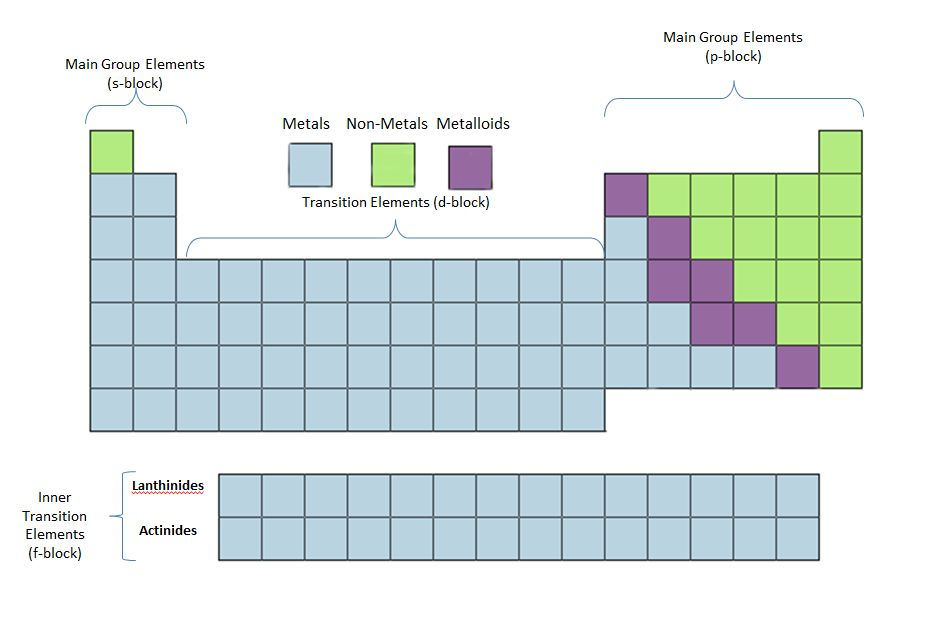 Main Group Elements
(s-block)
Main Group Elements
(p-block)
Metals
Non-Metals
Metalloids
Transition Elements (d-block)
Inner
Transition
Elements
(f-block)
Lanthinides
Actinides